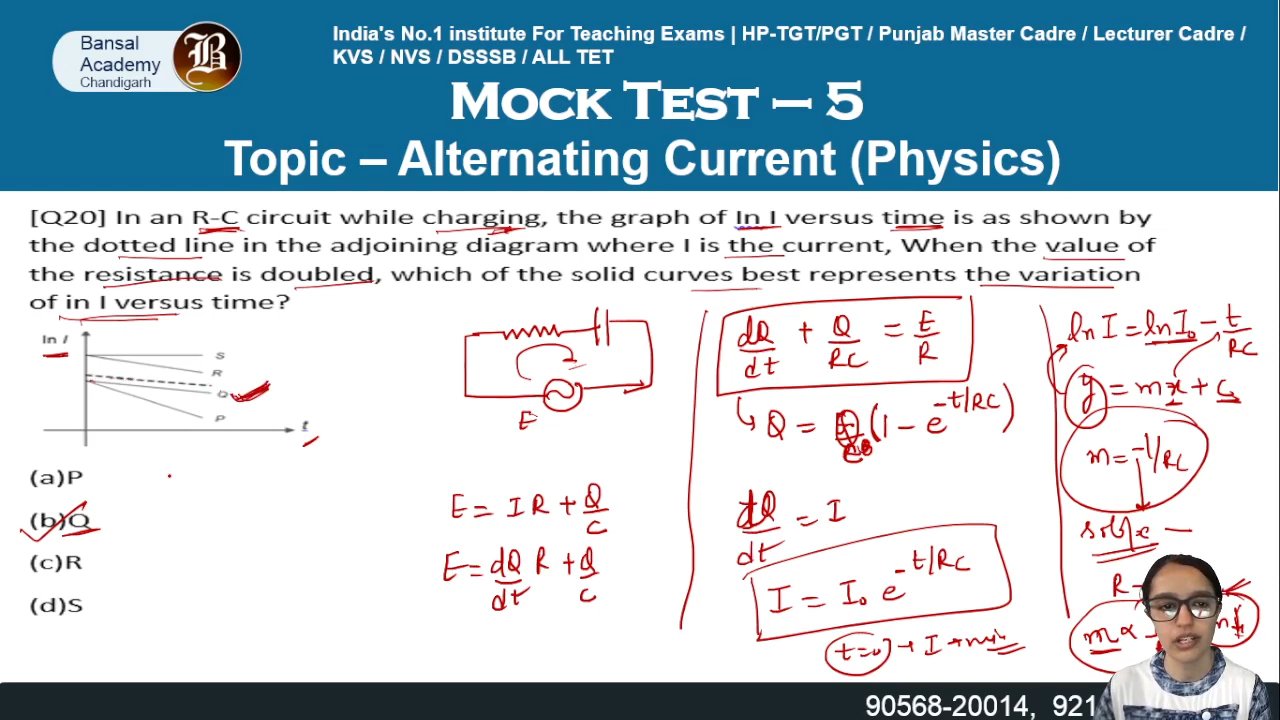 Bansal
Academy
Chandigarh
B
India's No.1 institute For Teaching Exams | HP-TGT/PGT / Punjab Master Cadre / Lecturer Cadre /
KVS / NVS / DSSSB / ALL TET
MOCK TEST – 5
Topic – Alternating Current (Physics)
[Q20] In an R-C circuit while charging, the graph of In I versus time is as shown by
the dotted line in the adjoining diagram where I is the current, When the value of
the resistance is doubled, which of the solid curves best represents the variation
of in I versus time?
In I
S
R
Q
P
t
(a)P
(b)Q
(c)R
(d)S
E
E = IR + Q/C
E = dQ/dt R + Q/C
dQ/dt + Q/RC = E/R
Q = (1 - e^-t/RC)
dQ/dt = I
I = I₀ e^-t/RC
t=0 → I →
ln I = ln I₀ - t/RC
y = mx + c
m = -1/RC
R
m ∝
90568-20014, 921